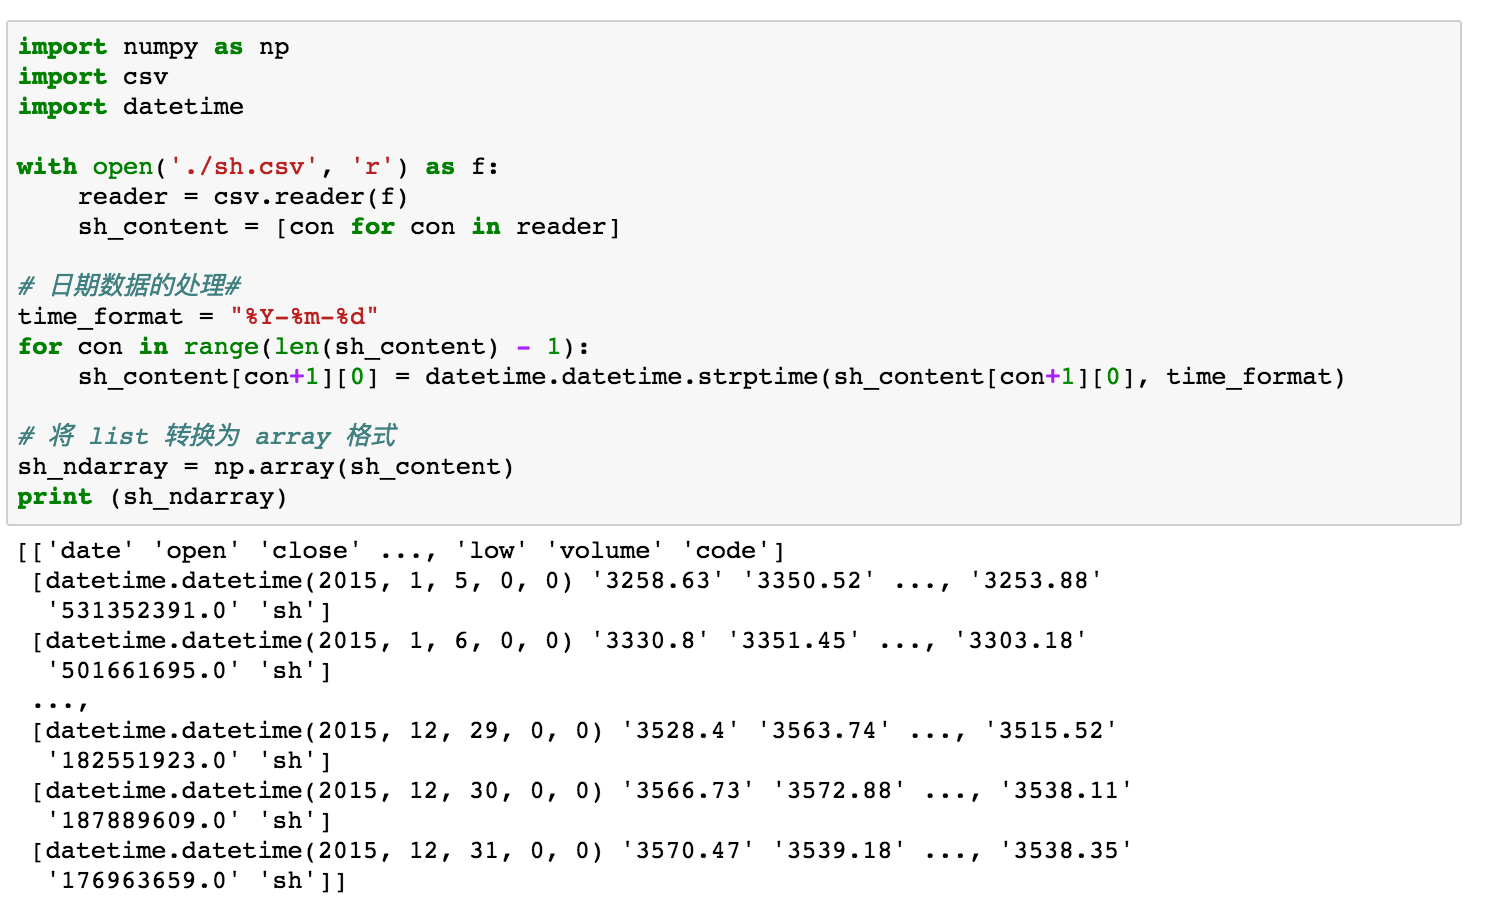 import numpy as np
import csv
import datetime
with open('./sh.csv', 'r') as f:
    reader = csv.reader(f)
    sh_content = [con for con in reader]
# 日期数据的处理#
time_format = "%Y-%m-%d"
for con in range(len(sh_content) - 1):
    sh_content[con+1][0] = datetime.datetime.strptime(sh_content[con+1][0], time_format)
# 将 list 转换为 array 格式
sh_ndarray = np.array(sh_content)
print (sh_ndarray)
[['date' 'open' 'close' ..., 'low' 'volume' 'code']
 [datetime.datetime(2015, 1, 5, 0, 0) '3258.63' '3350.52' ..., '3253.88'
  '531352391.0' 'sh']
 [datetime.datetime(2015, 1, 6, 0, 0) '3330.8' '3351.45' ..., '3303.18'
  '501661695.0' 'sh']
 ...,
 [datetime.datetime(2015, 12, 29, 0, 0) '3528.4' '3563.74' ..., '3515.52'
  '182551923.0' 'sh']
 [datetime.datetime(2015, 12, 30, 0, 0) '3566.73' '3572.88' ..., '3538.11'
  '187889609.0' 'sh']
 [datetime.datetime(2015, 12, 31, 0, 0) '3570.47' '3539.18' ..., '3538.35'
  '176963659.0' 'sh']]